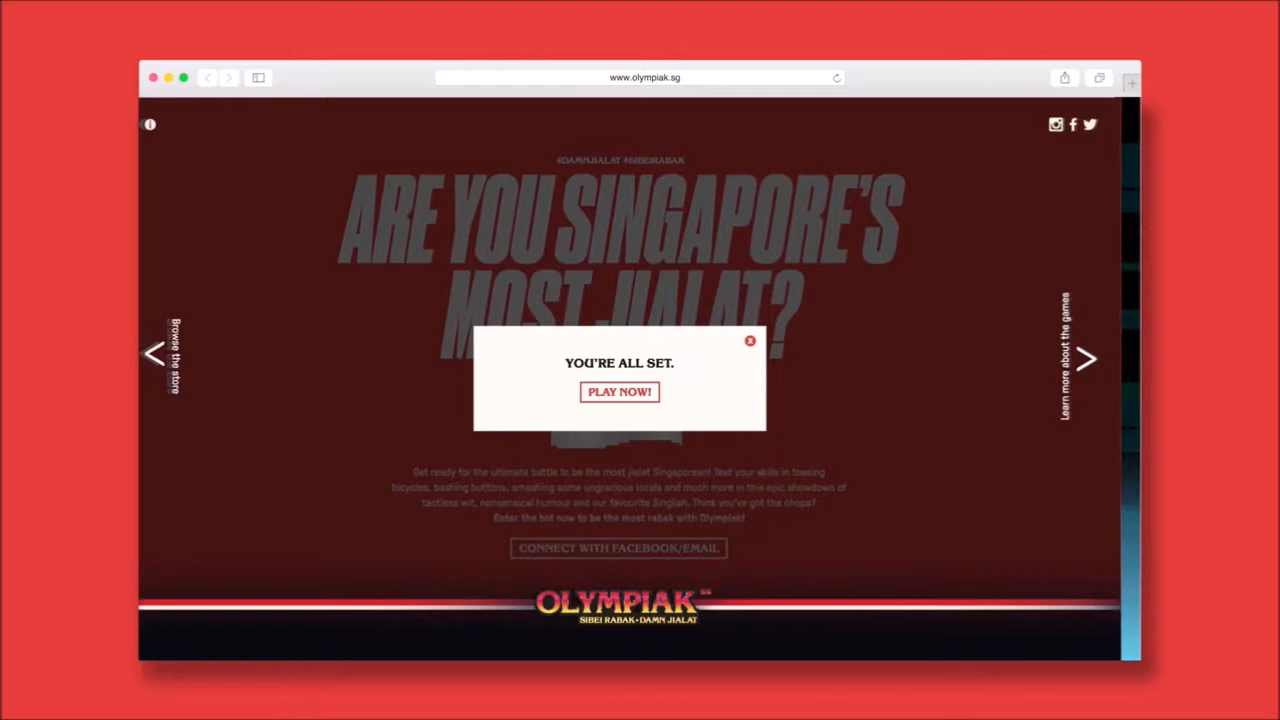 www.olympiak.sg
i
#DAMNJIALAT #SIBEIRABAK
ARE YOU SINGAPORE'S
MOST JIALAT?
Browse the store
Learn more about the games
X
YOU'RE ALL SET.
PLAY NOW!
Get ready for the ultimate battle to be the most jialat Singaporean! Test your skills in tossing
bicycles, bashing buttons, smashing some ungracious locals and much more in this epic showdown of
tactless wit, nonsensical humour and our favourite Singlish. Think you've got the chops?
Enter the bid now to be the most rabak with Olympiak!
CONNECT WITH FACEBOOK/EMAIL
OLYMPIAK SG
SIBEI RABAK•DAMN JIALAT